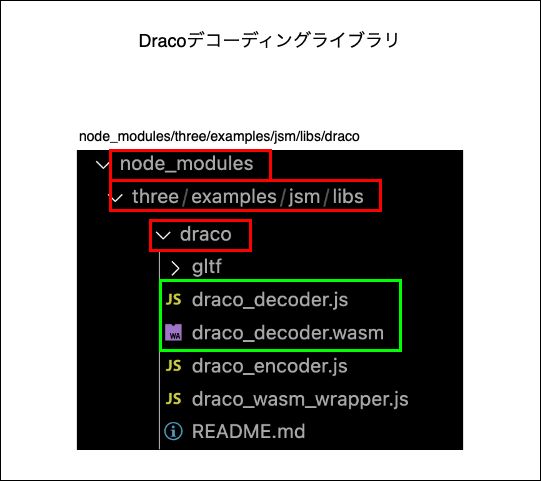 Dracoデコーディングライブラリ
node_modules/three/examples/jsm/libs/draco
node_modules
three/examples/jsm/libs
draco
gltf
JS draco_decoder.js
WA draco_decoder.wasm
JS draco_encoder.js
JS draco_wasm_wrapper.js
README.md